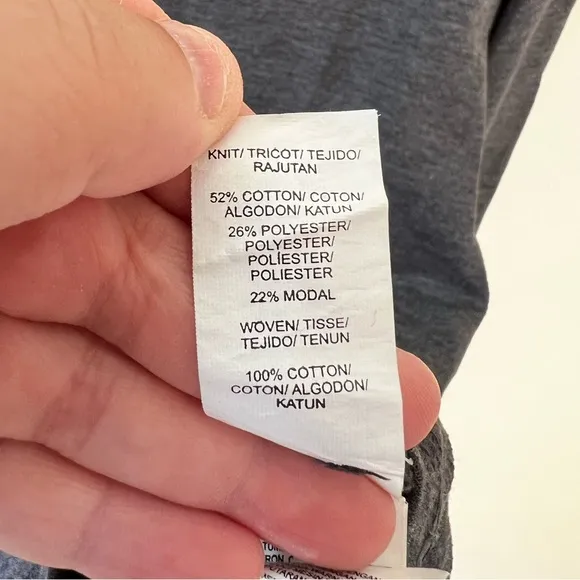 KNIT/ TRICOT/ TEJIDO/
RAJUTAN
52% COTTON/ COTON/
ALGODON/ KATUN
26% POLYESTER/
POLYESTER/
POLÍESTER/
POLIESTER
22% MODAL
WOVEN/ TISSE/
TEJIDO/ TENUN
100% COTTON/
COTON/ ALGODON/
KATUN